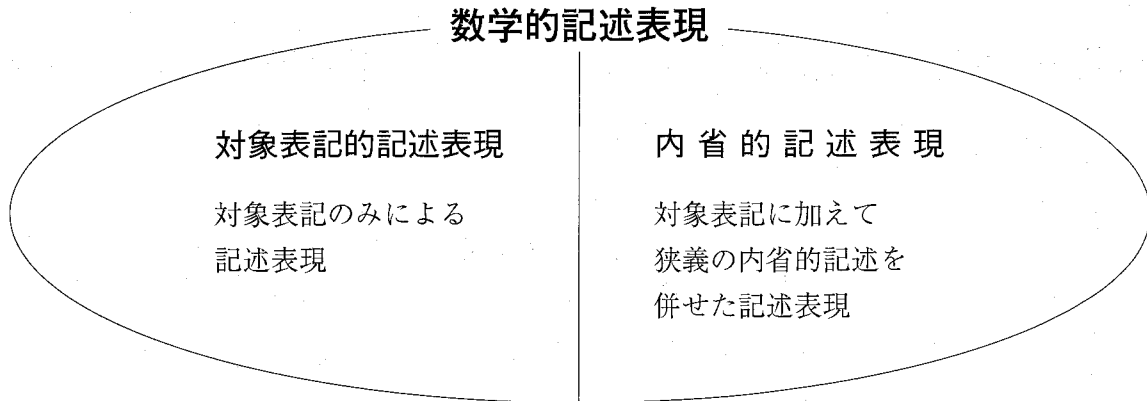 数学的記述表現
対象表記的記述表現
対象表記のみによる
記述表現
内省的記述表現
対象表記に加えて
狭義の内省的記述を
併せた記述表現